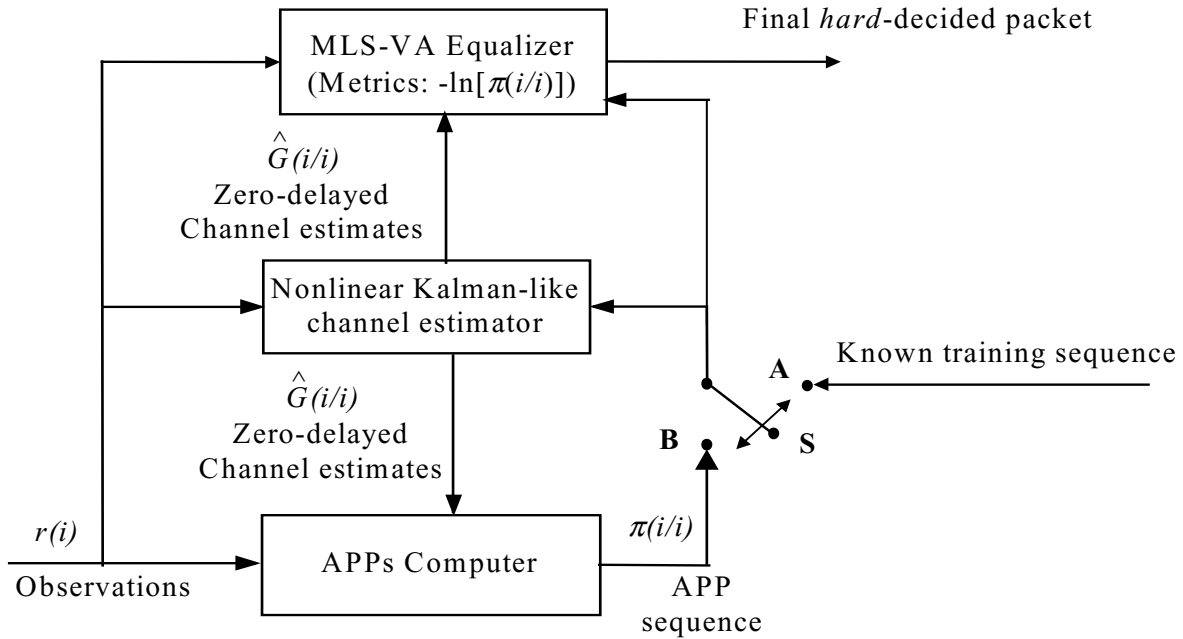 Final hard-decided packet
MLS-VA Equalizer
(Metrics: -ln[π(i/i)])
^
G(i/i)
Zero-delayed
Channel estimates
Nonlinear Kalman-like
channel estimator
Known training sequence
A
^
G(i/i)
Zero-delayed
Channel estimates
B
S
r(i)
Observations
APPs Computer
π(i/i)
APP
sequence